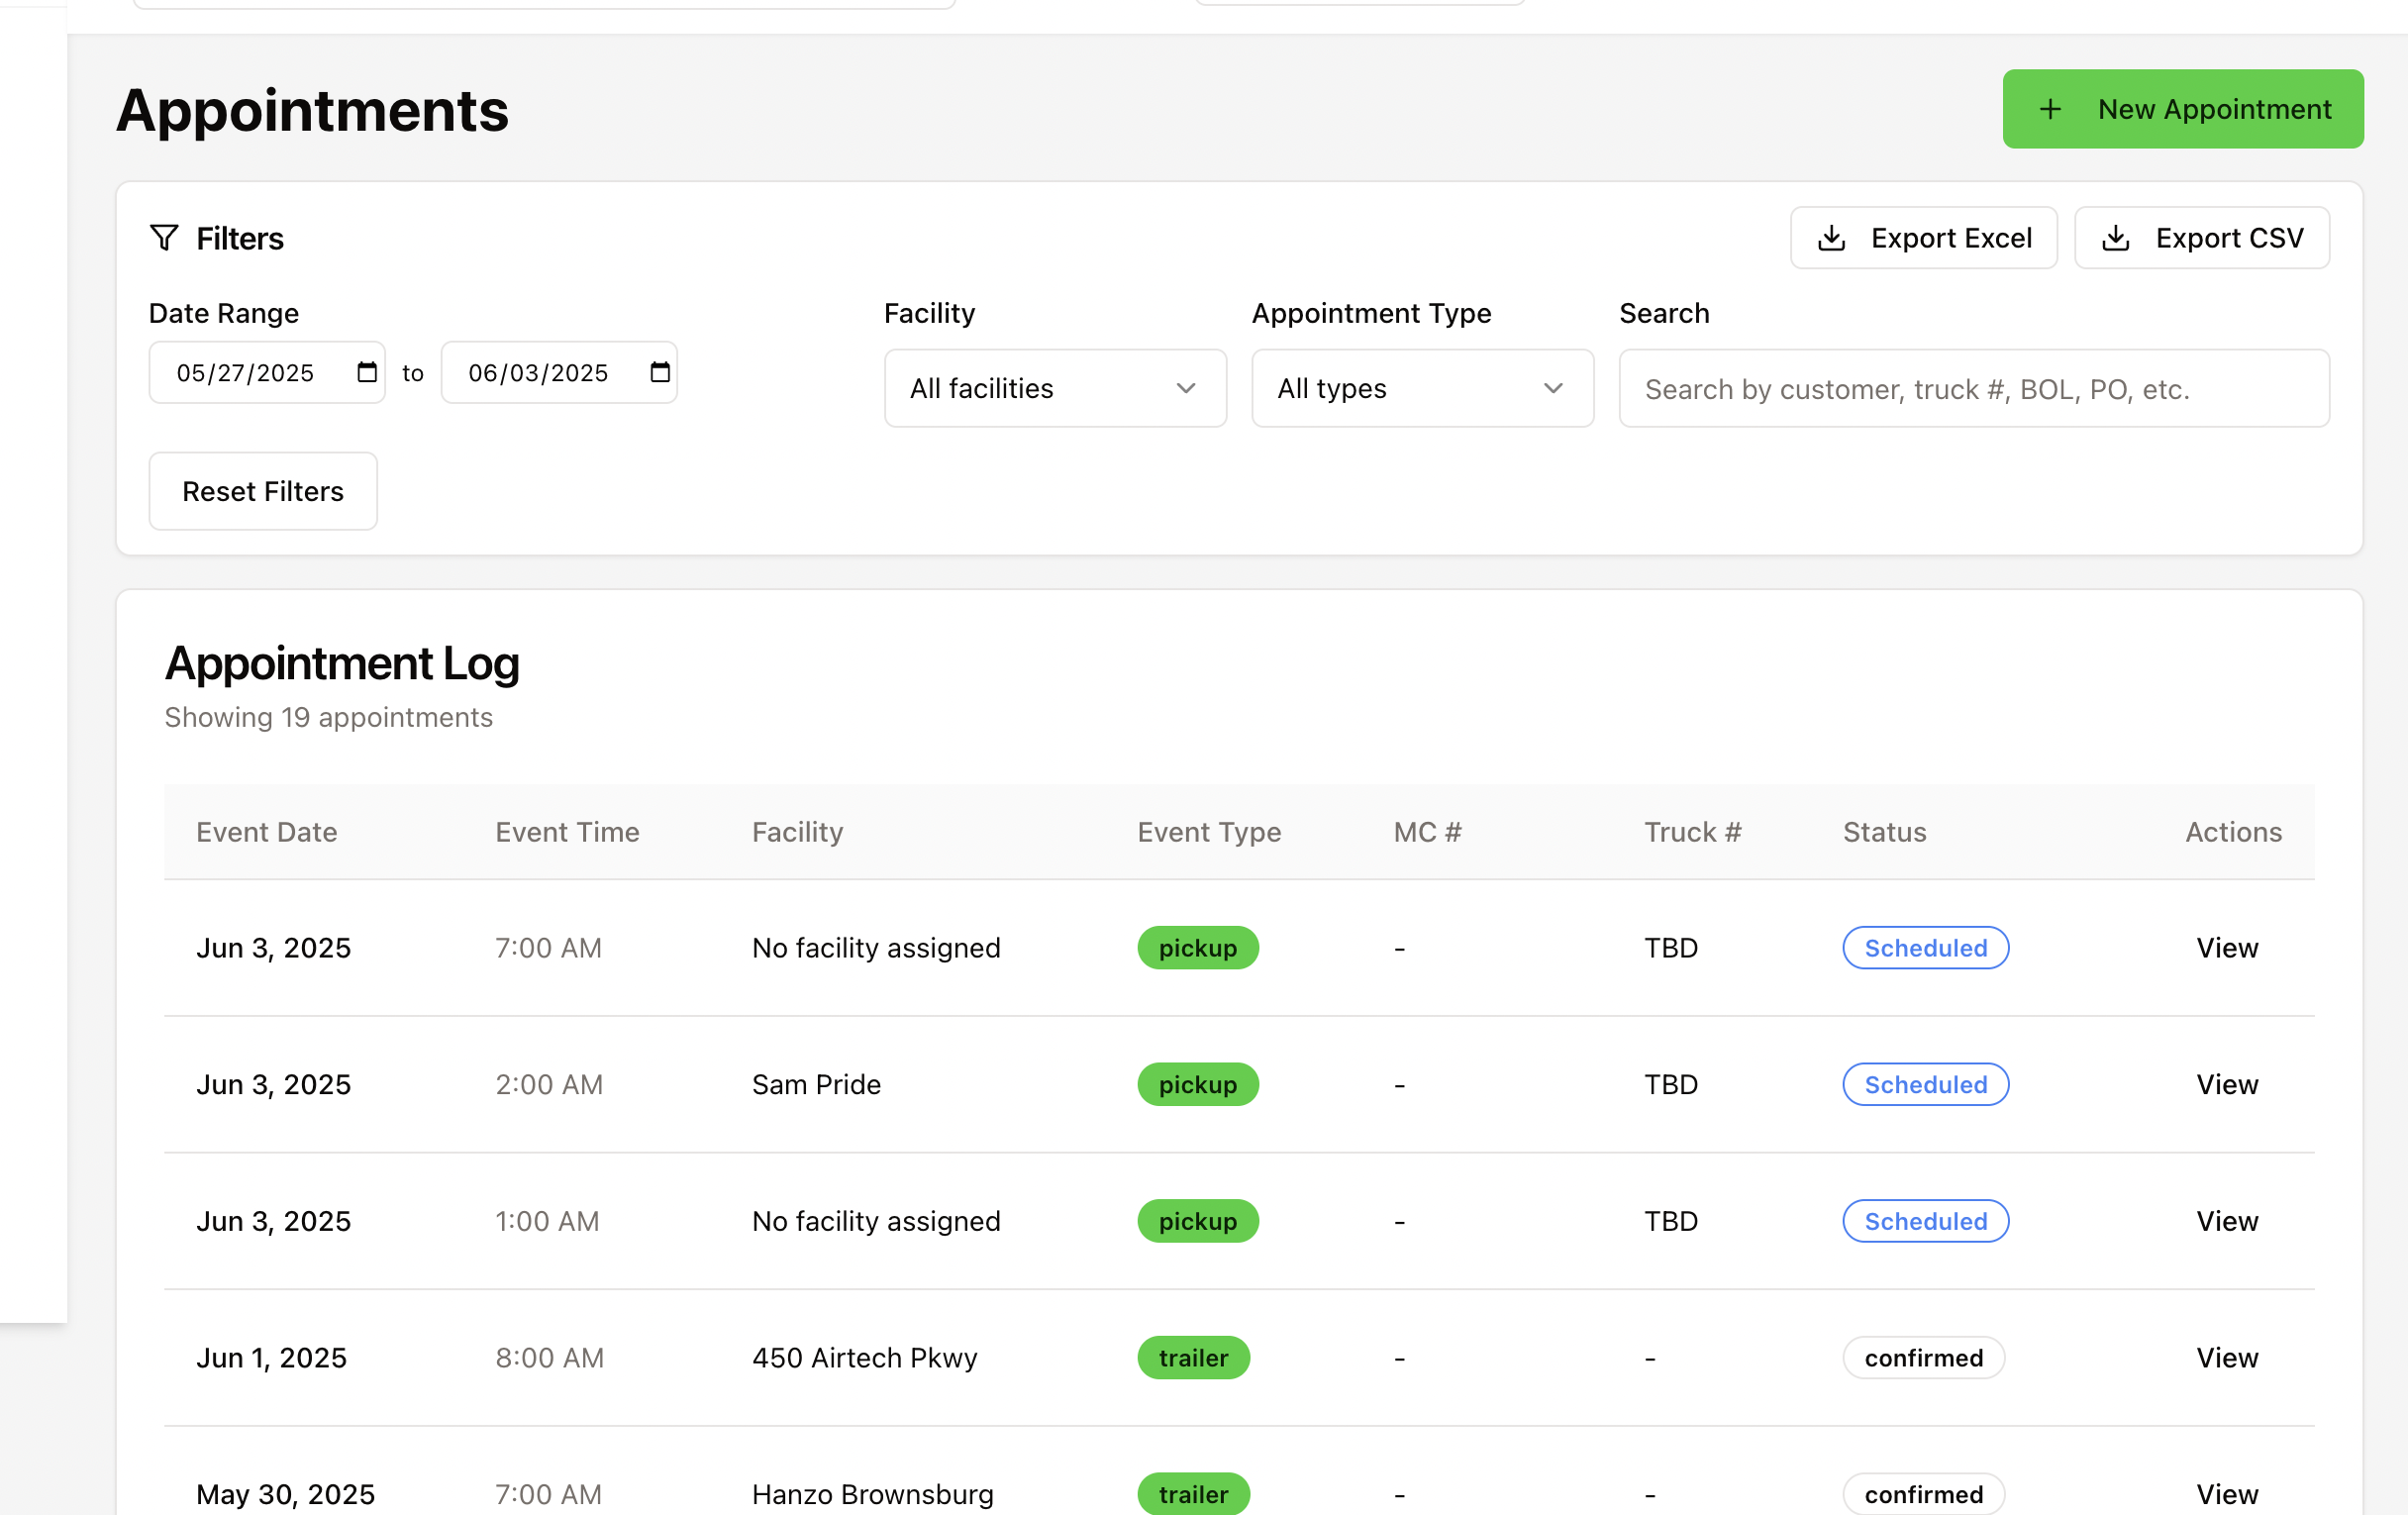 Appointments
+ New Appointment
Filters
Export Excel
Export CSV
Date Range
Facility
Appointment Type
Search
05/27/2025 to 06/03/2025
All facilities
All types
Search by customer, truck #, BOL, PO, etc.
Reset Filters
Appointment Log
Showing 19 appointments
Event Date Event Time Facility Event Type MC # Truck # Status Actions
Jun 3, 2025 7:00 AM No facility assigned pickup - TBD Scheduled View
Jun 3, 2025 2:00 AM Sam Pride pickup - TBD Scheduled View
Jun 3, 2025 1:00 AM No facility assigned pickup - TBD Scheduled View
Jun 1, 2025 8:00 AM 450 Airtech Pkwy trailer - - confirmed View
May 30, 2025 7:00 AM Hanzo Brownsburg trailer - - confirmed View